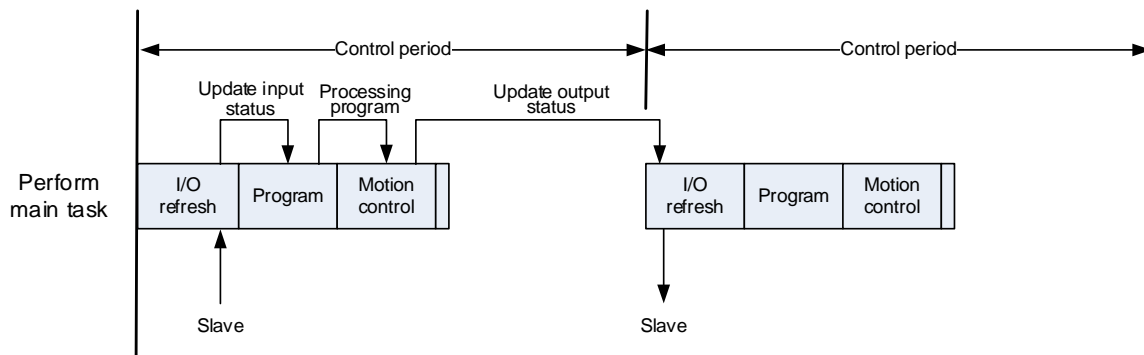 Control period
Control period
Update input
status
Processing
program
Update output
status
Perform
main task
I/O
refresh
Program
Motion
control
I/O
refresh
Program
Motion
control
Slave
Slave